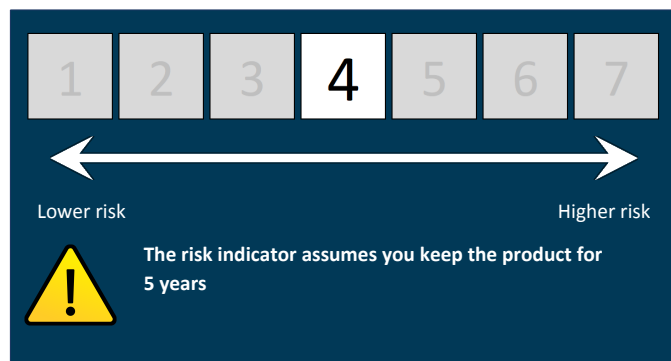 1 2 3 4 5 6 7
Lower risk Higher risk
The risk indicator assumes you keep the product for
5 years